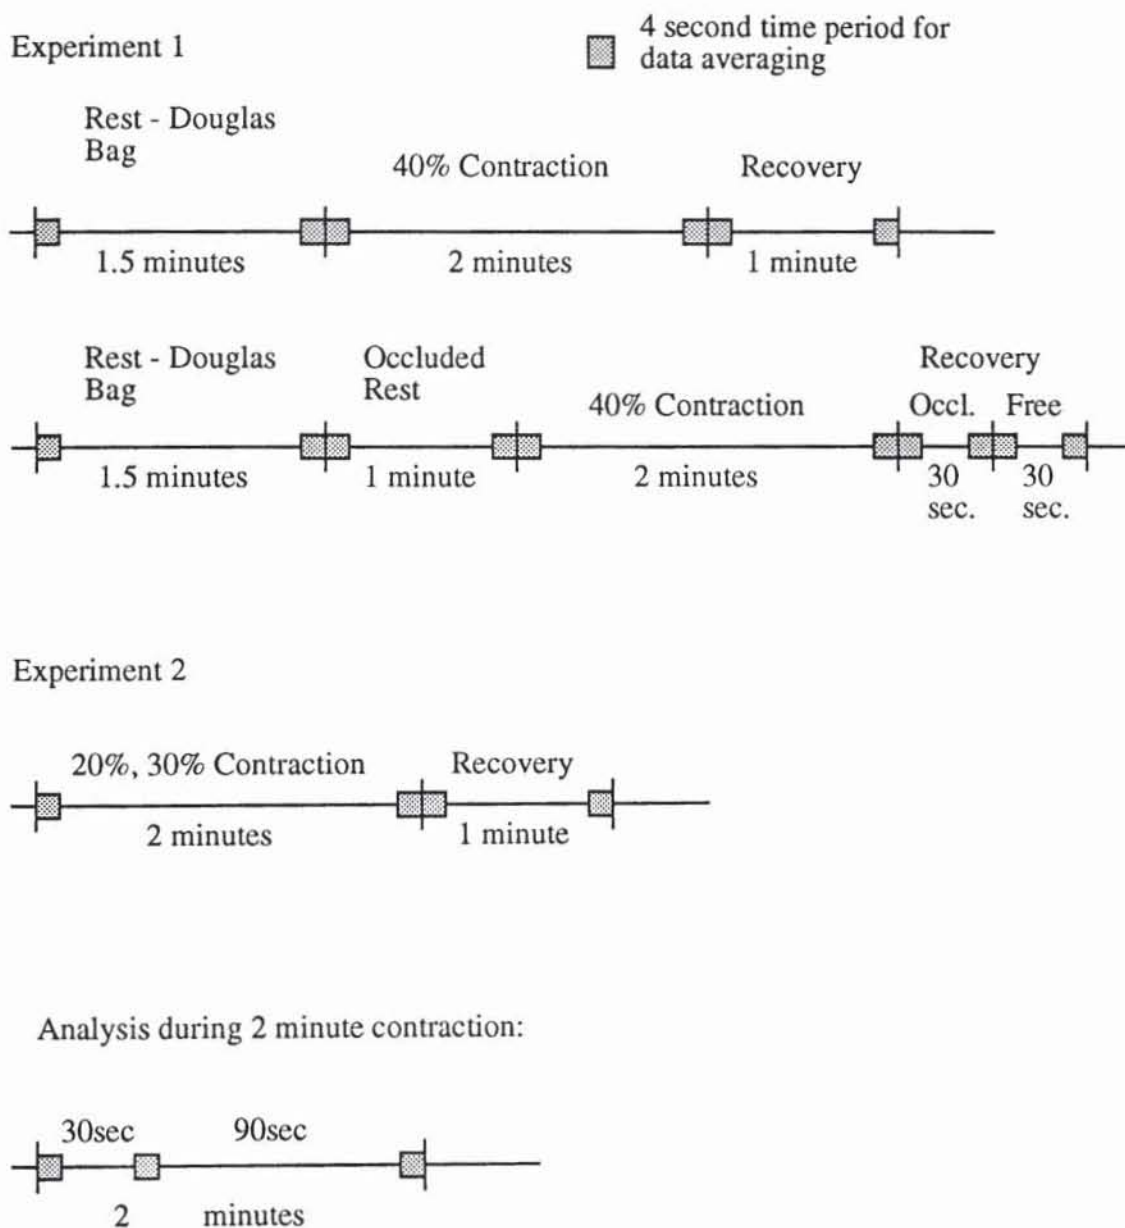 Experiment 1
4 second time period for
data averaging
Rest - Douglas
Bag
40% Contraction
Recovery
1.5 minutes
2 minutes
1 minute
Rest - Douglas
Bag
Occluded
Rest
40% Contraction
Recovery
Occl.
Free
1.5 minutes
1 minute
2 minutes
30
sec.
30
sec.
Experiment 2
20%, 30% Contraction
Recovery
2 minutes
1 minute
Analysis during 2 minute contraction:
30sec
90sec
2 minutes